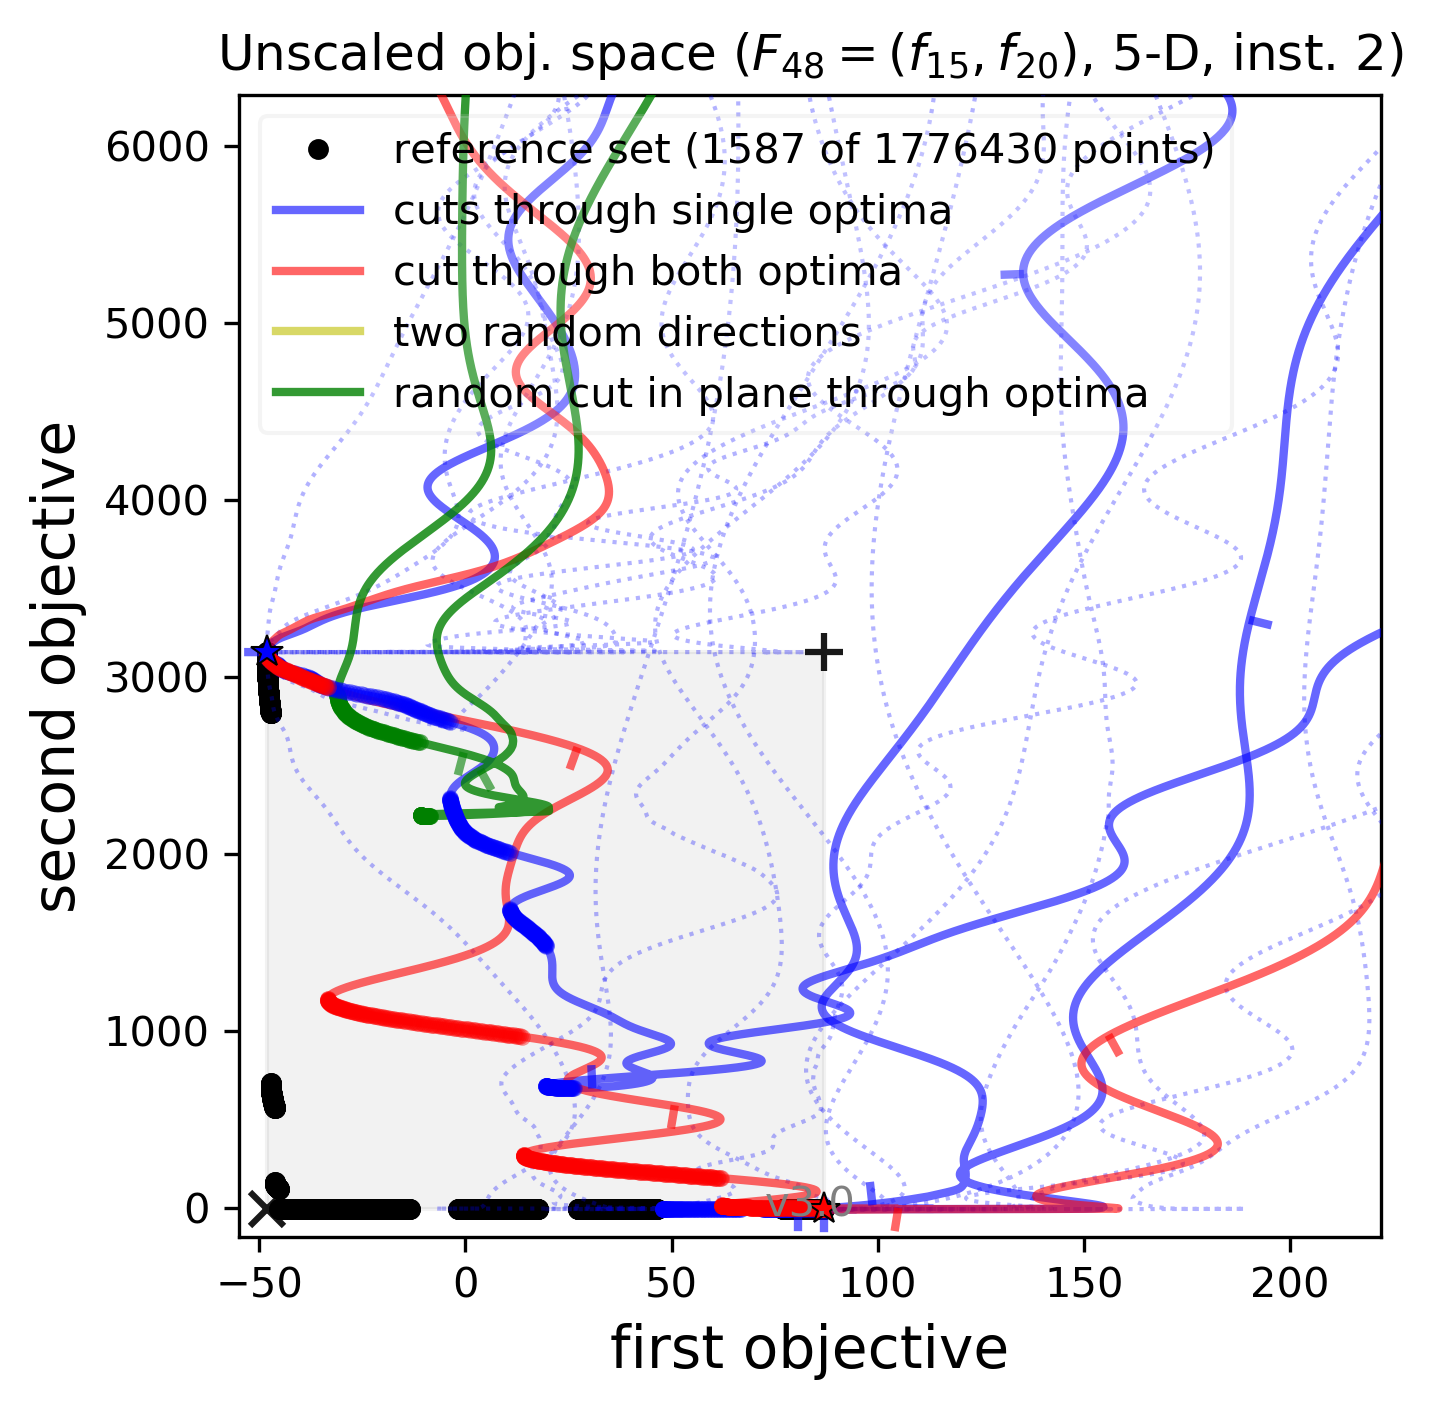 Unscaled obj. space (F₄₈ = (f₁₅, f₂₀), 5-D, inst. 2)
reference set (1587 of 1776430 points)
cuts through single optima
cut through both optima
two random directions
random cut in plane through optima
6000
5000
4000
3000
2000
1000
0
second objective
v3.0
−50 0 50 100 150 200
first objective